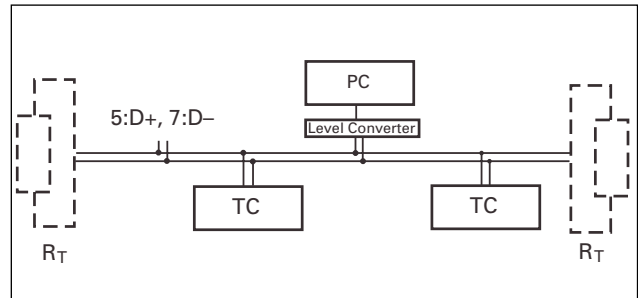 PC
5:D+, 7:D−
Level Converter
TC
TC
RT
RT